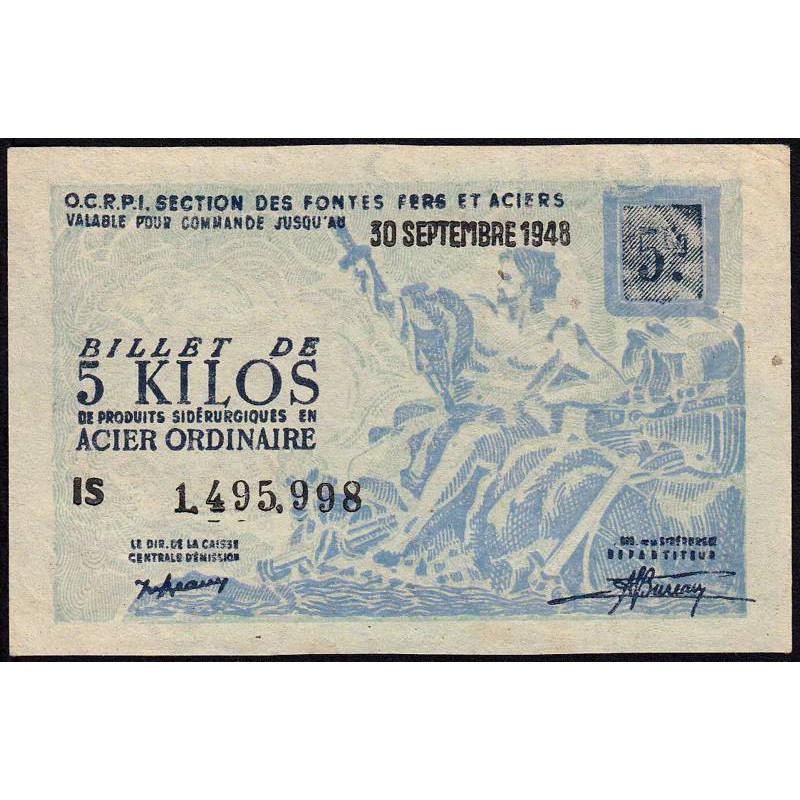 O.C.R.P.I. SECTION DES FONTES FERS ET ACIERS
VALABLE POUR COMMANDE JUSQU'AU
30 SEPTEMBRE 1948
5kg
BILLET DE
5 KILOS
DE PRODUITS SIDÉRURGIQUES EN
ACIER ORDINAIRE
IS 1.495.998
LE DIR. DE LA CAISSE
CENTRALE D'ÉMISSION
RÉPARTITEUR